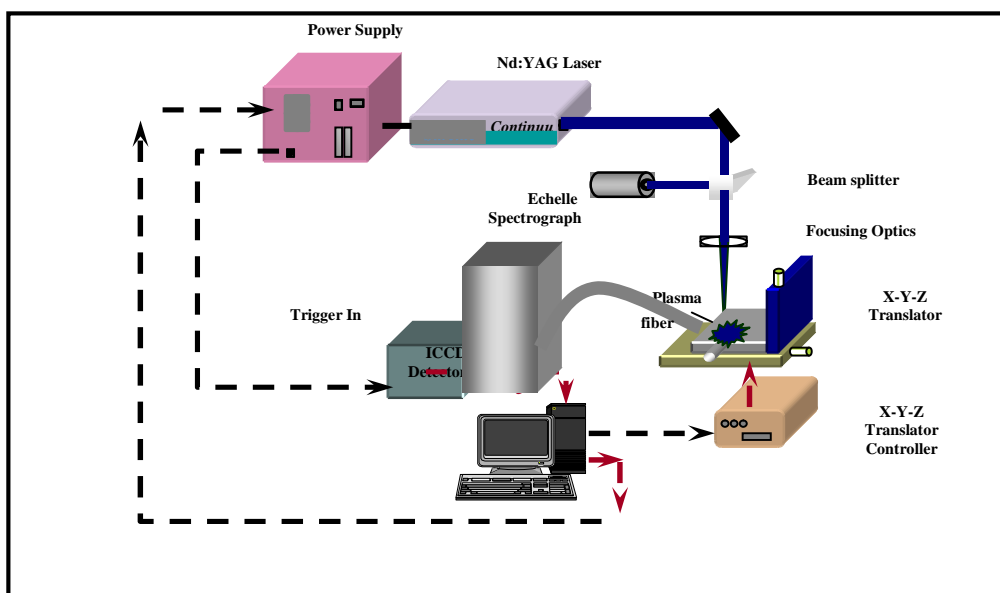 Power Supply
Nd:YAG Laser
Continuu
Beam splitter
Echelle
Spectrograph
Focusing Optics
Plasma
fiber
X-Y-Z
Translator
Trigger In
ICCD
Detector
X-Y-Z
Translator
Controller